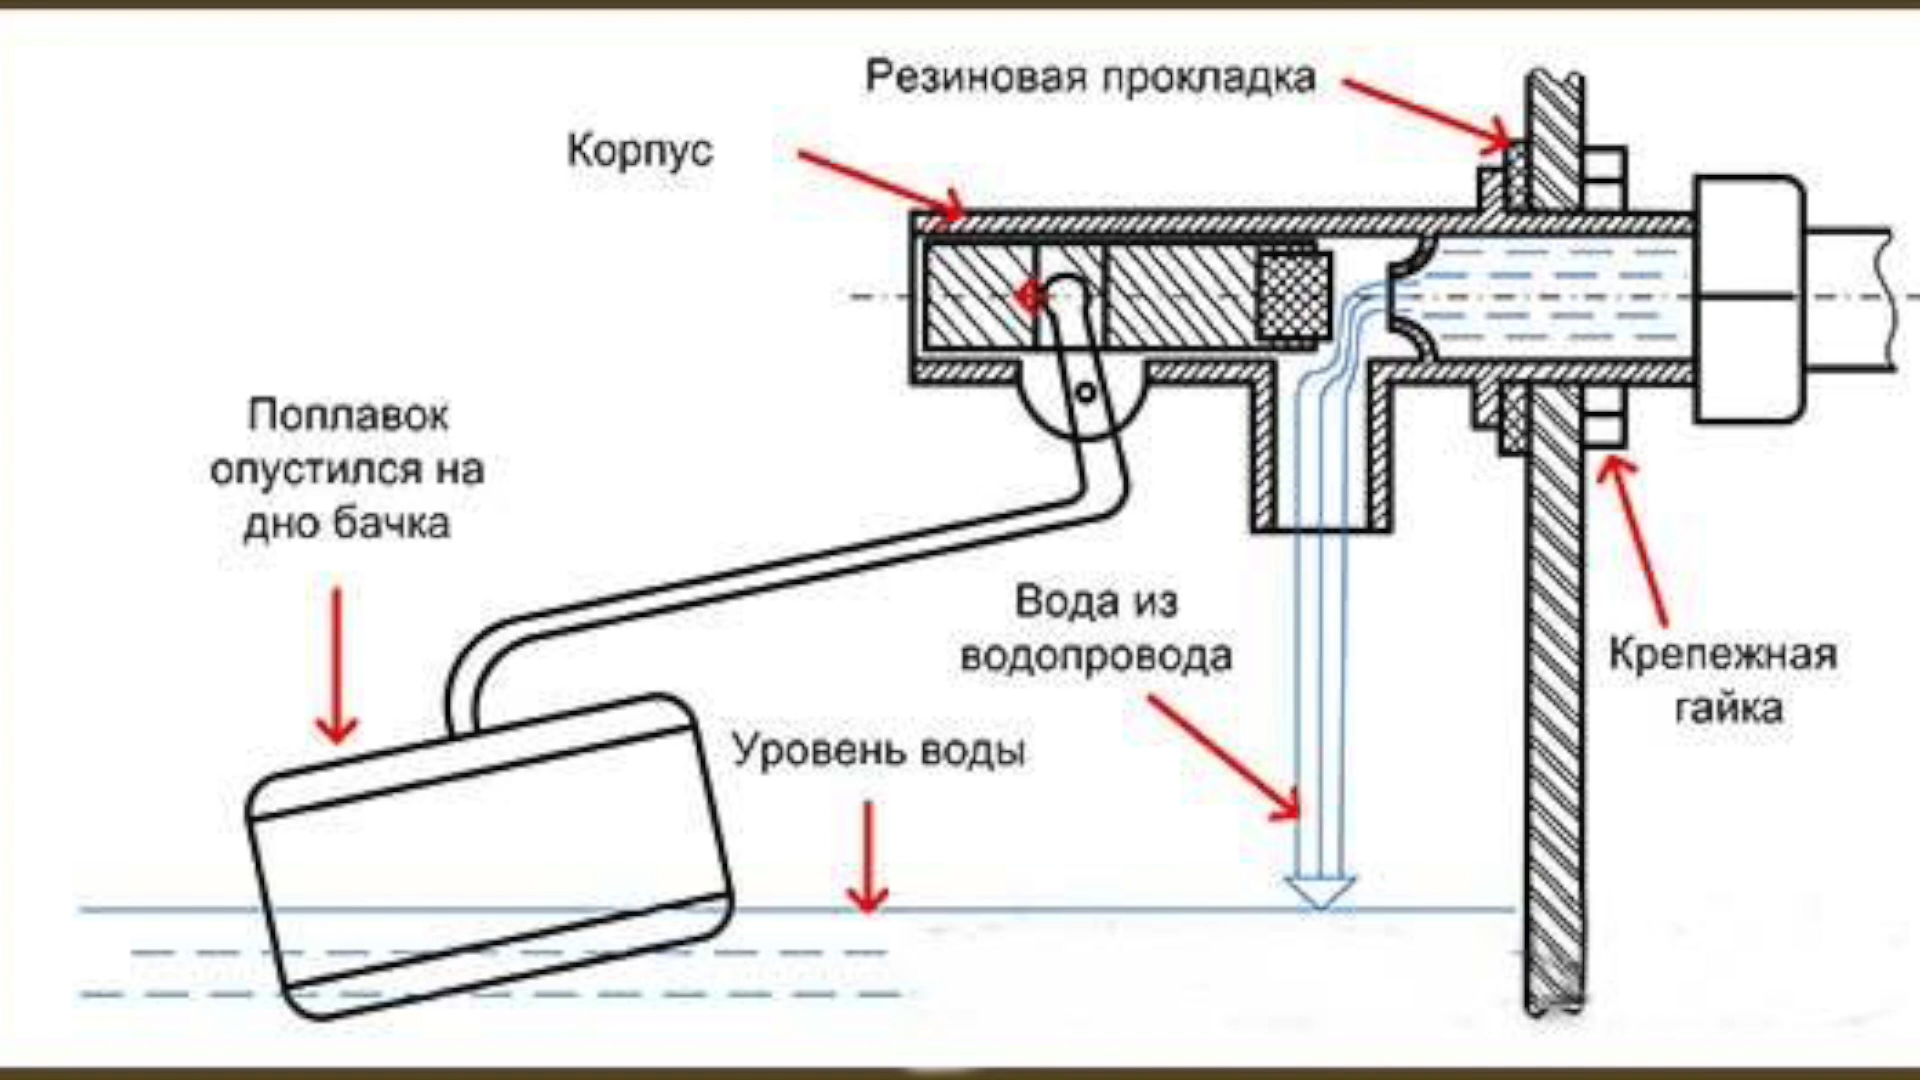 Резиновая прокладка
Корпус
Поплавок
опустился на
дно бачка
Вода из
водопровода
Крепежная
гайка
Уровень воды